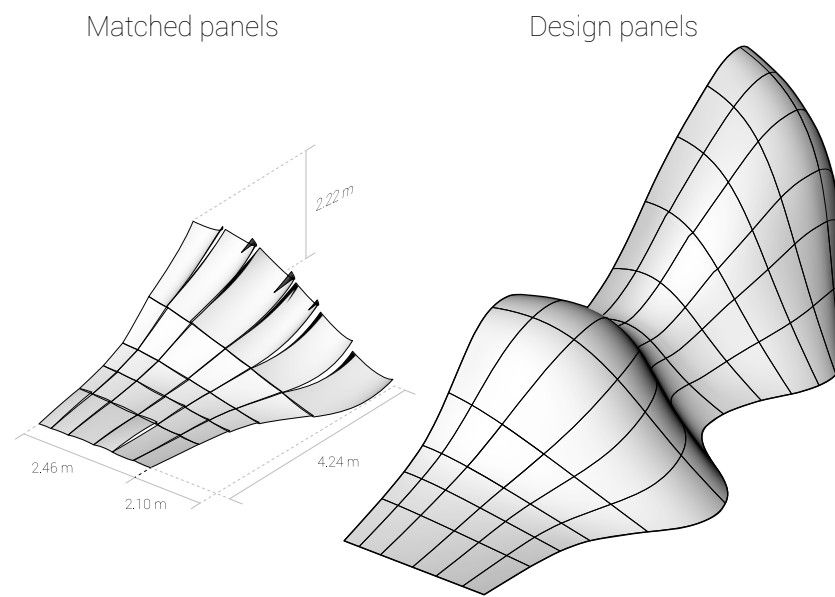 Matched panels
Design panels
2.22 m
2.46 m
4.24 m
2.10 m